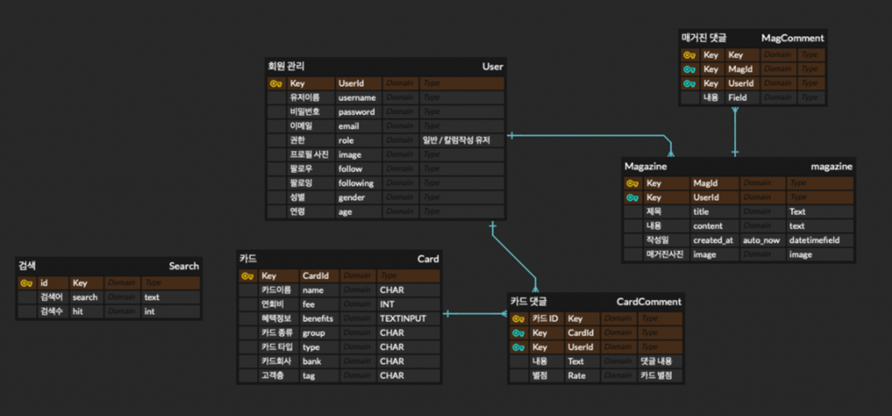 매거진 댓글 MagComment
Key Key Domain Type
Key MagId Domain Type
Key UserId Domain Type
내용 Field Domain Type
회원 관리 User
Key UserId Domain Type
유저이름 username Domain Type
비밀번호 password Domain Type
이메일 email Domain Type
권한 role Domain 일반 / 칼럼작성 유저
프로필 사진 image Domain Type
팔로우 follow Domain Type
팔로잉 following Domain Type
성별 gender Domain Type
연령 age Domain Type
Magazine magazine
Key MagId Domain Type
Key UserId Domain Type
제목 title Domain Text
내용 content Domain text
작성일 created_at auto_now datetimefield
매거진사진 image Domain image
검색 Search
id Key Domain Type
검색어 search Domain text
검색수 hit Domain int
카드 Card
Key CardId Domain Type
카드이름 name Domain CHAR
연회비 fee Domain INT
혜택정보 benefits Domain TEXTINPUT
카드 종류 group Domain CHAR
카드 타입 type Domain CHAR
카드회사 bank Domain CHAR
고객층 tag Domain CHAR
카드 댓글 CardComment
카드 ID Key Domain Type
Key CardId Domain Type
Key UserId Domain Type
내용 Text Domain 댓글 내용
별점 Rate Domain 카드 별점